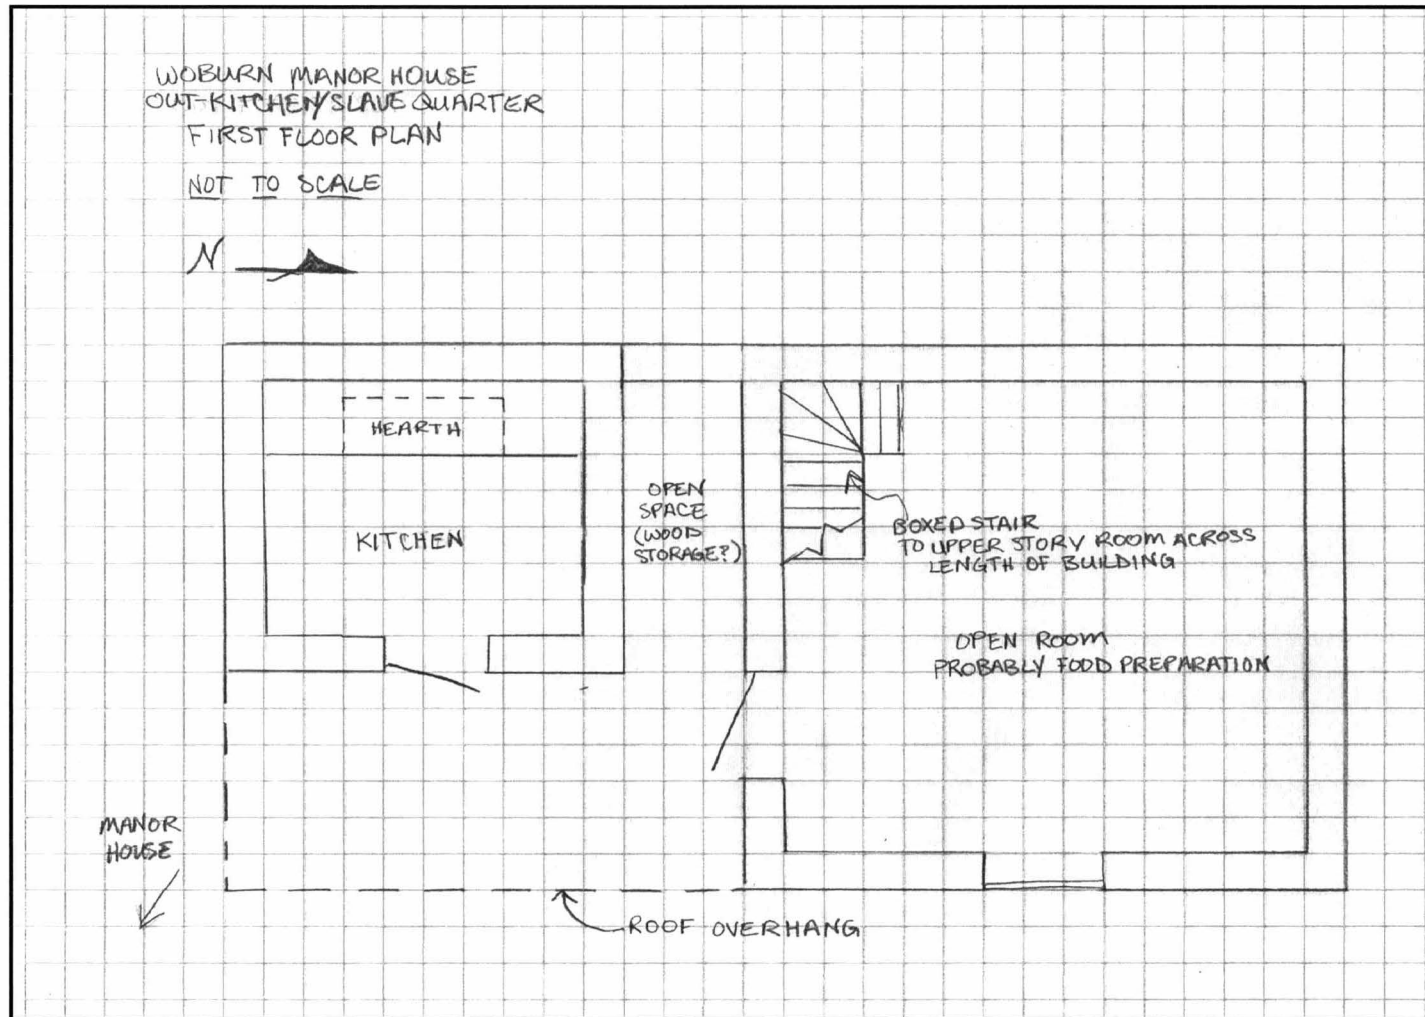 WOBURN MANOR HOUSE
OUT-KITCHEN/SLAVE QUARTER
FIRST FLOOR PLAN
NOT TO SCALE
N
HEARTH
KITCHEN
OPEN
SPACE
(WOOD
STORAGE?)
BOXED STAIR
TO UPPER STORY ROOM ACROSS
LENGTH OF BUILDING
OPEN ROOM
PROBABLY FOOD PREPARATION
MANOR
HOUSE
ROOF OVERHANG